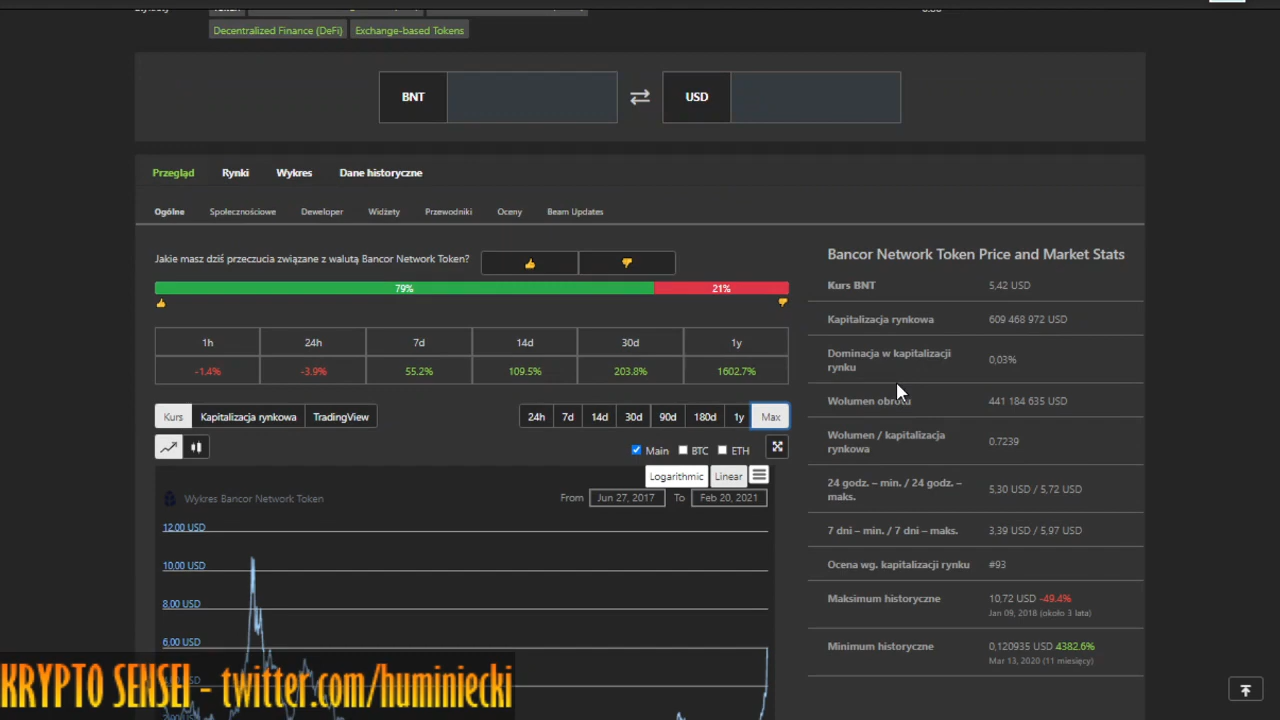 Decentralized Finance (DeFi) Exchange-based Tokens
BNT USD
Przegląd Rynki Wykres Dane historyczne
Ogólne Społecznościowe Deweloper Widżety Przewodniki Oceny Beam Updates
Jakie masz dziś przeczucia związane z walutą Bancor Network Token?
79% 21%
1h 24h 7d 14d 30d 1y
-1.4% -3.9% 55.2% 109.5% 203.8% 1602.7%
Kurs Kapitalizacja rynkowa TradingView
24h 7d 14d 30d 90d 180d 1y Max
Main BTC ETH
Logarithmic Linear
Wykres Bancor Network Token
From Jun 27, 2017 To Feb 20, 2021
12,00 USD
10,00 USD
8,00 USD
6,00 USD
Bancor Network Token Price and Market Stats
Kurs BNT 5,42 USD
Kapitalizacja rynkowa 609 468 972 USD
Dominacja w kapitalizacji
rynku
0,03%
Wolumen obrotu 441 184 635 USD
Wolumen / kapitalizacja
rynkowa
0.7239
24 godz. – min. / 24 godz. –
maks.
5,30 USD / 5,72 USD
7 dni – min. / 7 dni – maks. 3,39 USD / 5,97 USD
Ocena wg. kapitalizacji rynku #93
Maksimum historyczne 10,72 USD -49.4%
Jan 09, 2018 (około 3 lata)
Minimum historyczne 0,120935 USD 4382.6%
Mar 13, 2020 (11 miesięcy)
KRYPTO SENSEI - twitter.com/huminiecki